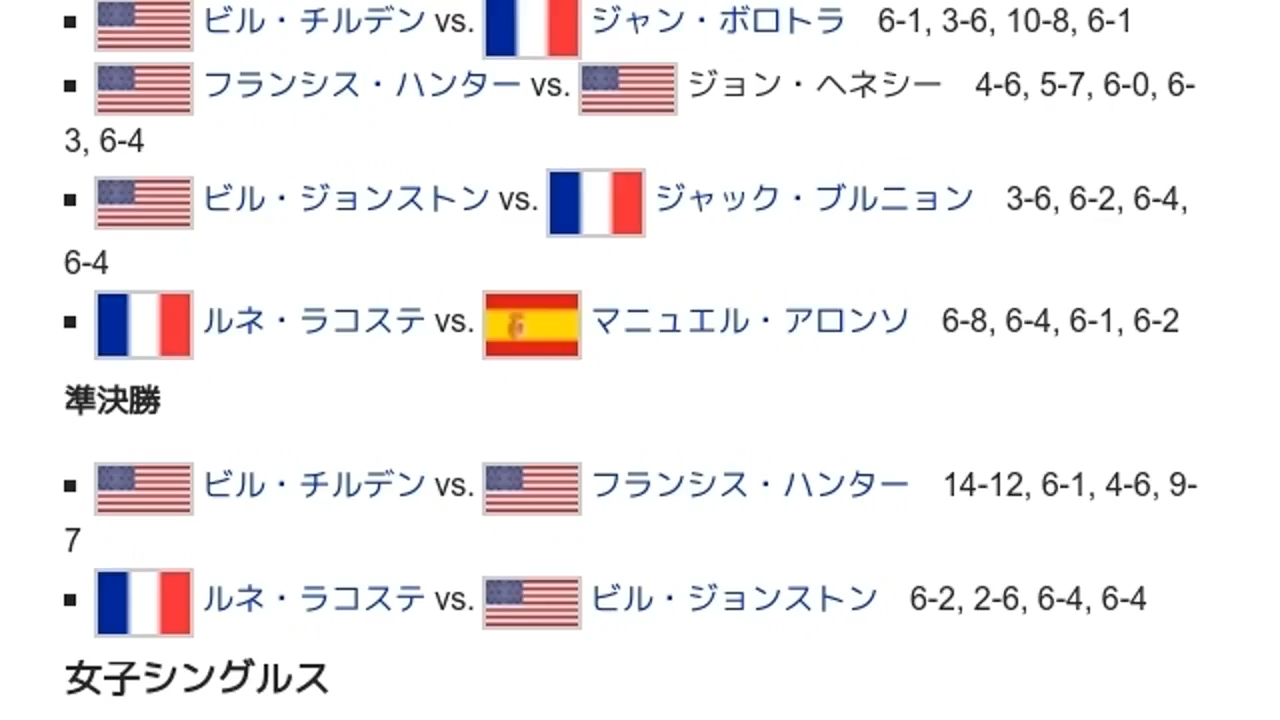 ▪ ビル・チルデン vs. ジャン・ボロトラ　6-1, 3-6, 10-8, 6-1
▪ フランシス・ハンター vs. ジョン・ヘネシー　4-6, 5-7, 6-0, 6-
3, 6-4
▪ ビル・ジョンストン vs. ジャック・ブルニョン　3-6, 6-2, 6-4,
6-4
▪ ルネ・ラコステ vs. マニュエル・アロンソ　6-8, 6-4, 6-1, 6-2
準決勝
▪ ビル・チルデン vs. フランシス・ハンター　14-12, 6-1, 4-6, 9-
7
▪ ルネ・ラコステ vs. ビル・ジョンストン　6-2, 2-6, 6-4, 6-4
女子シングルス